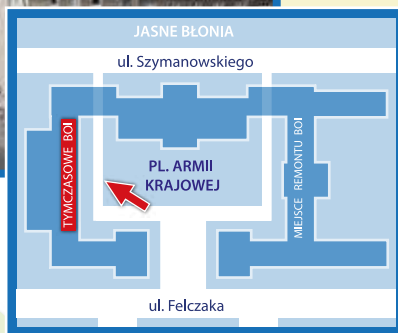 JASNE BŁONIA
ul. Szymanowskiego
TYMCZASOWE BOI
PL. ARMII
KRAJOWEJ
MIEJSCE REMONTU BOI
ul. Felczaka